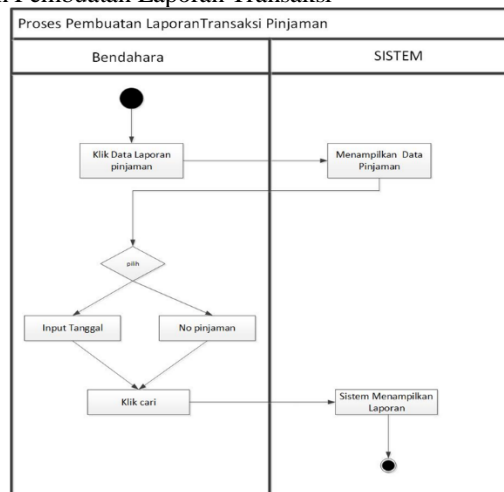 Pembuatan Laporan Transaksi
Proses Pembuatan LaporanTransaksi Pinjaman
Bendahara
SISTEM
Klik Data Laporan
pinjaman
Menampilkan Data
Pinjaman
pilih
Input Tanggal
No pinjaman
Klik cari
Sistem Menampilkan
Laporan